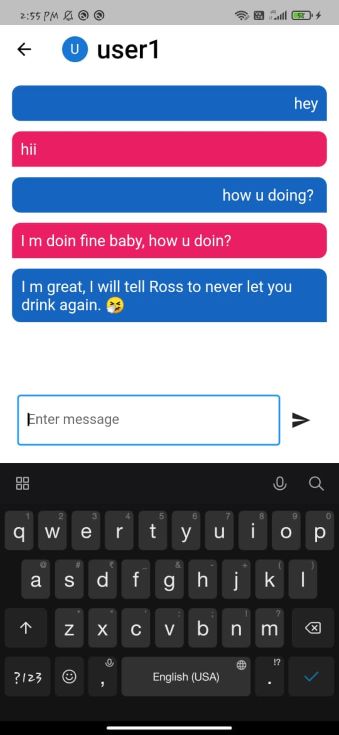 2:55 PM 52
U user1
hey
hii
how u doing?
I m doin fine baby, how u doin?
I m great, I will tell Ross to never let you
drink again. 🤧
Enter message
1 2 3 4 5 6 7 8 9 0
q w e r t y u i o p
@ # ₹ _ & - + ( )
a s d f g h j k l
* " ' : ; ! ?
z x c v b n m
?123 , English (USA) !? .